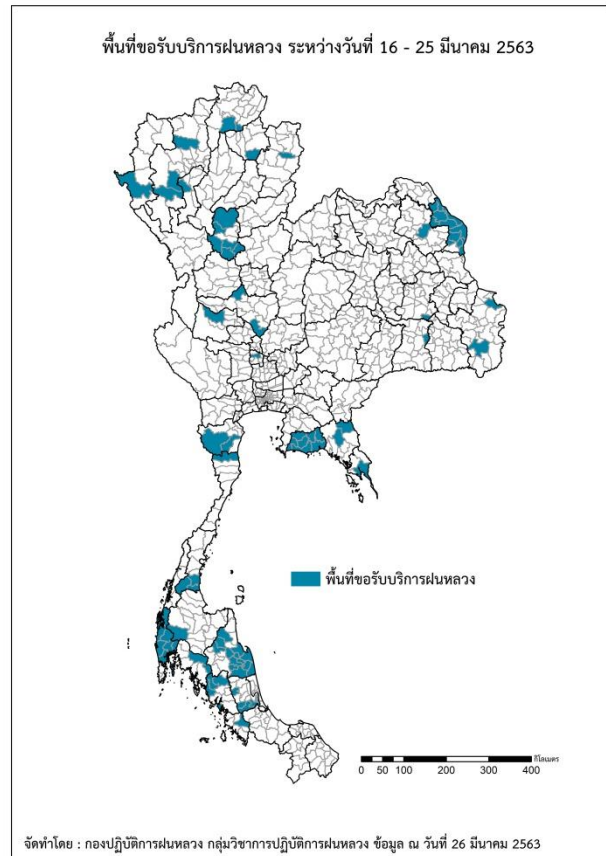 พื้นที่ขอรับบริการฝนหลวง ระหว่างวันที่ 16 - 25 มีนาคม 2563
พื้นที่ขอรับบริการฝนหลวง
กิโลเมตร
0 50 100 200 300 400
จัดทำโดย : กองปฏิบัติการฝนหลวง กลุ่มวิชาการปฏิบัติการฝนหลวง ข้อมูล ณ วันที่ 26 มีนาคม 2563